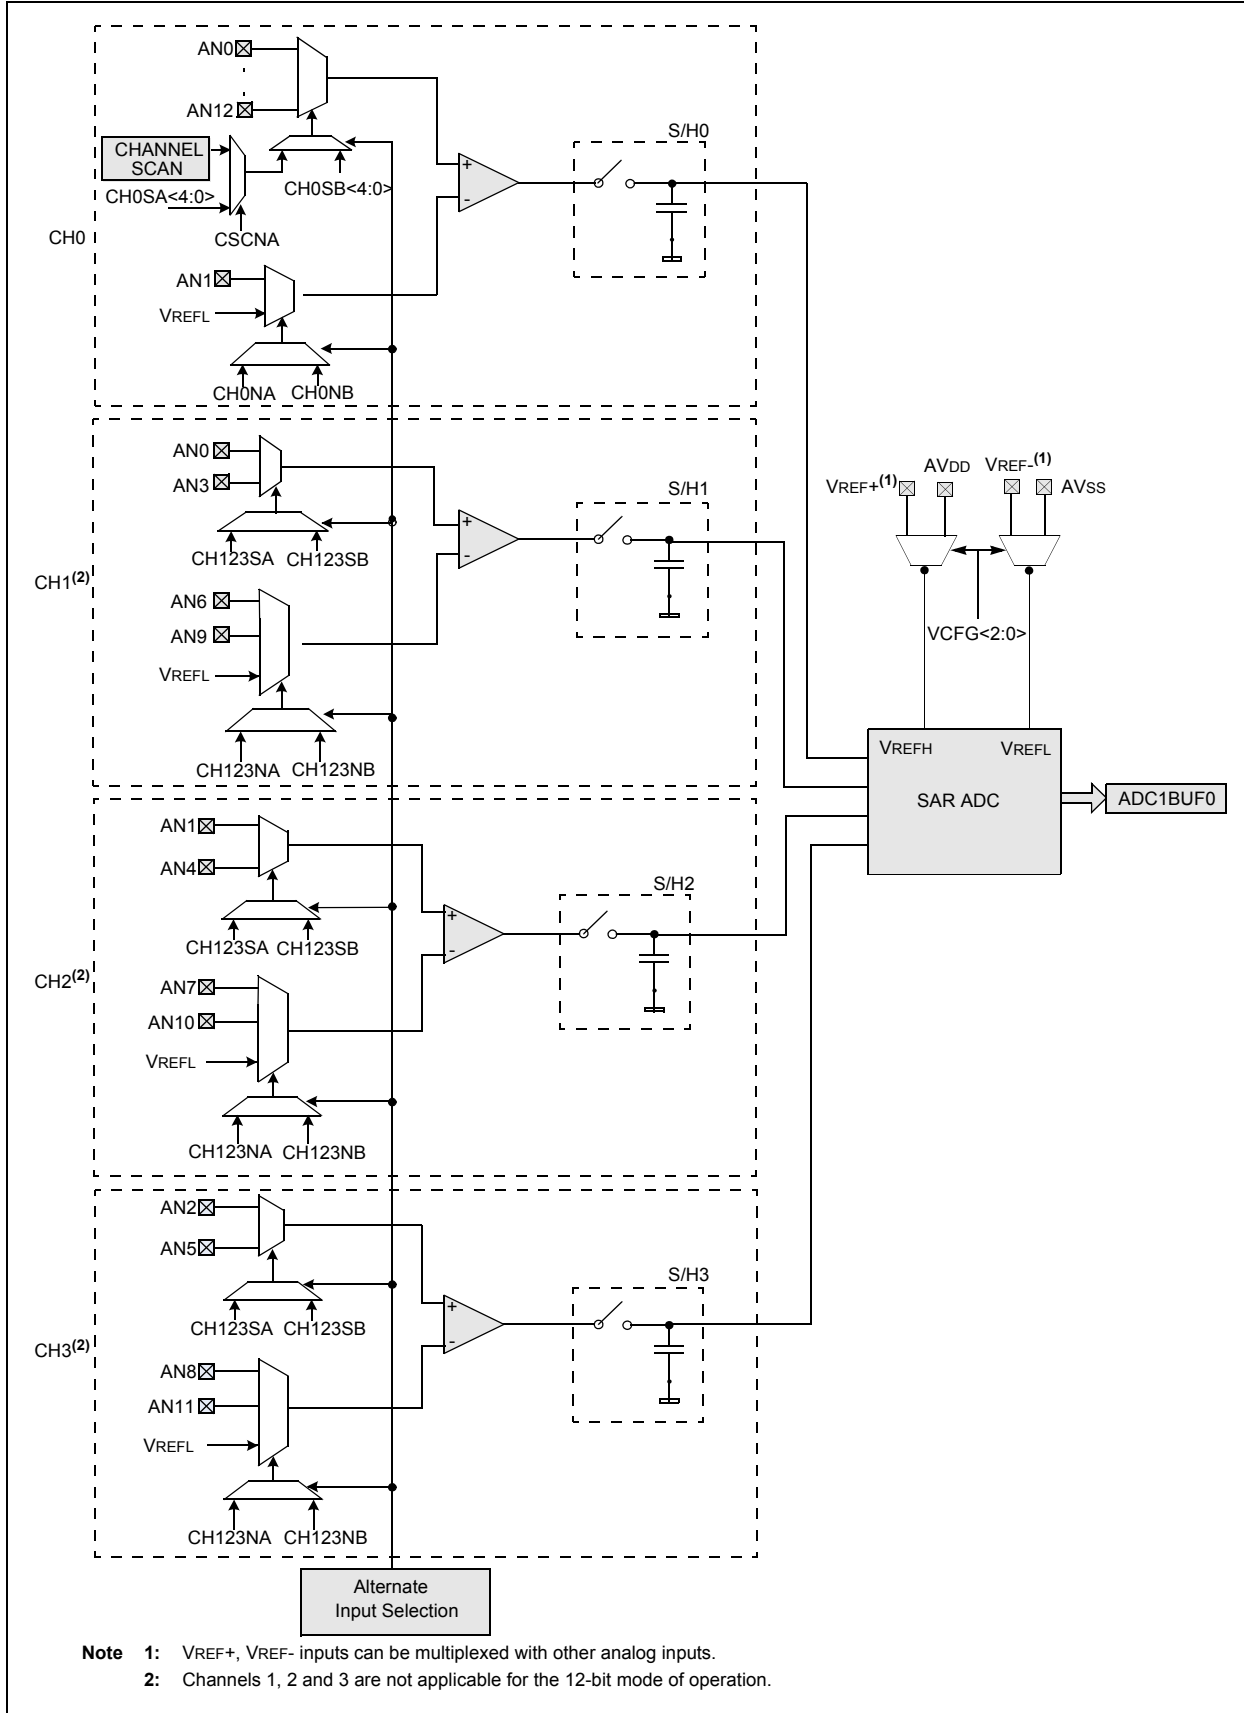 AN0
AN12
CHANNEL
SCAN
CH0SA<4:0>
CH0SB<4:0>
CSCNA
CH0
AN1
VREFL
CH0NA CH0NB
+
-
S/H0
AN0
AN3
CH123SA CH123SB
CH1(2)
AN6
AN9
VREFL
CH123NA CH123NB
+
-
S/H1
AN1
AN4
CH123SA CH123SB
CH2(2)
AN7
AN10
VREFL
CH123NA CH123NB
+
-
S/H2
AN2
AN5
CH123SA CH123SB
CH3(2)
AN8
AN11
VREFL
CH123NA CH123NB
+
-
S/H3
VREF+(1)
AVDD
VREF-(1)
AVSS
VCFG<2:0>
VREFH VREFL
SAR ADC
ADC1BUF0
Alternate
Input Selection
Note 1: VREF+, VREF- inputs can be multiplexed with other analog inputs.
2: Channels 1, 2 and 3 are not applicable for the 12-bit mode of operation.